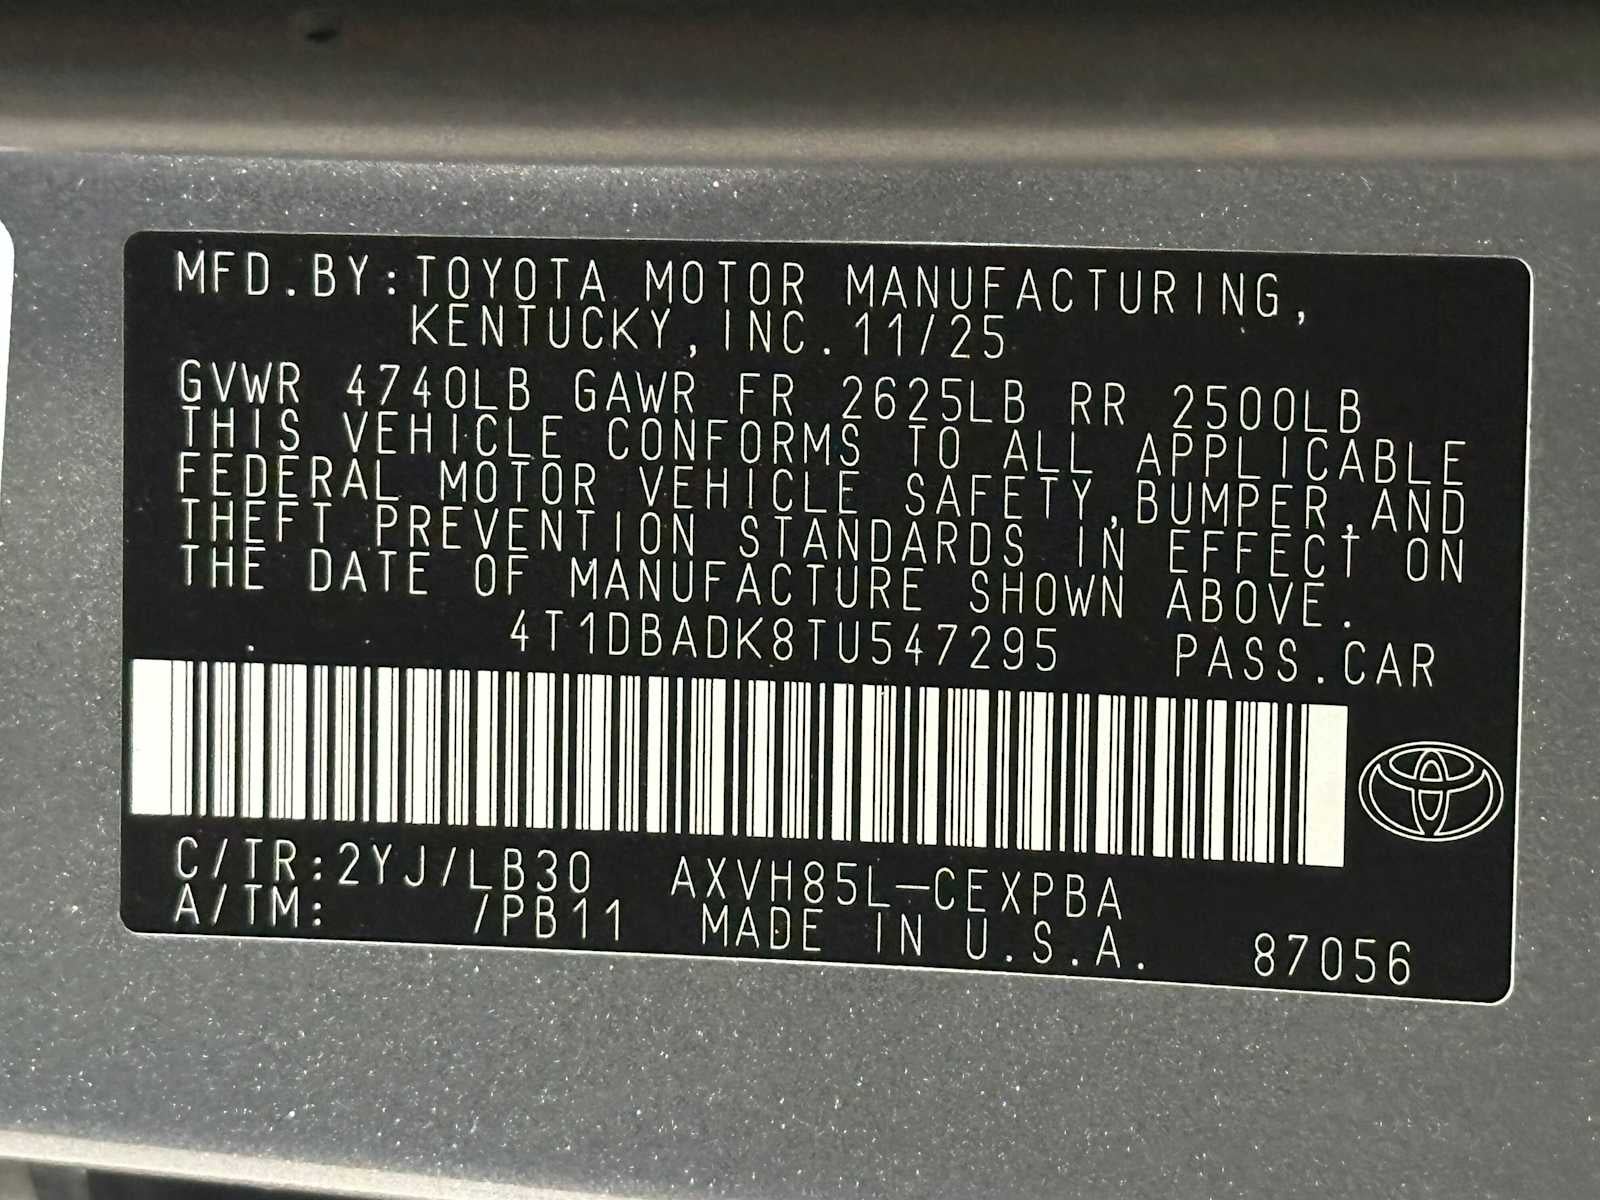 MFD.BY:TOYOTA MOTOR MANUFACTURING,
KENTUCKY,INC.11/25
GVWR 4740LB GAWR FR 2625LB RR 2500LB
THIS VEHICLE CONFORMS TO ALL APPLICABLE
FEDERAL MOTOR VEHICLE SAFETY,BUMPER,AND
THEFT PREVENTION STANDARDS IN EFFECT ON
THE DATE OF MANUFACTURE SHOWN ABOVE.
4T1DBADK8TU547295 PASS.CAR
C/TR:2YJ/LB30 AXVH85L-CEXPBA
A/TM: /PB11 MADE IN U.S.A. 87056